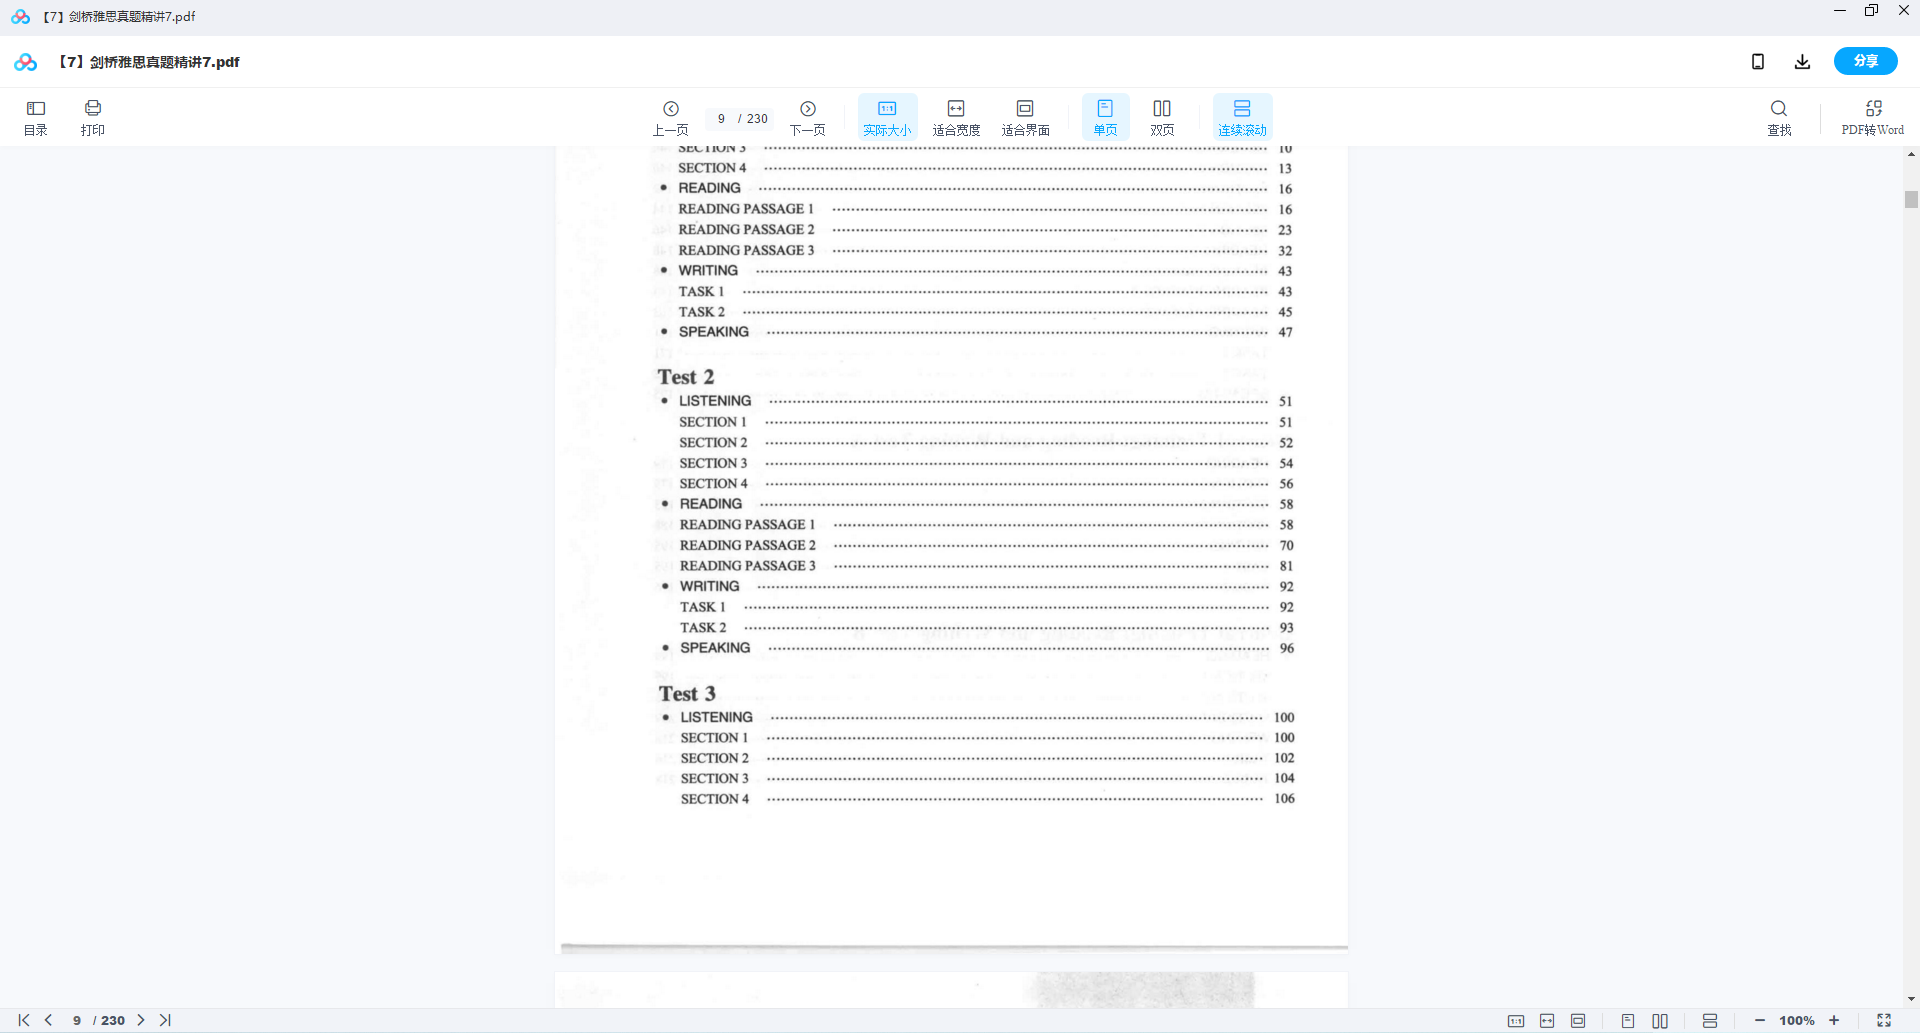 【7】剑桥雅思真题精讲7.pdf
【7】剑桥雅思真题精讲7.pdf
分享
目录
打印
上一页
9 / 230
下一页
1:1
实际大小
适合宽度
适合界面
单页
双页
连续滚动
查找
PDF转Word
SECTION 3 10
SECTION 4 13
• READING 16
READING PASSAGE 1 16
READING PASSAGE 2 23
READING PASSAGE 3 32
• WRITING 43
TASK 1 43
TASK 2 45
• SPEAKING 47
Test 2
• LISTENING 51
SECTION 1 51
SECTION 2 52
SECTION 3 54
SECTION 4 56
• READING 58
READING PASSAGE 1 58
READING PASSAGE 2 70
READING PASSAGE 3 81
• WRITING 92
TASK 1 92
TASK 2 93
• SPEAKING 96
Test 3
• LISTENING 100
SECTION 1 100
SECTION 2 102
SECTION 3 104
SECTION 4 106
9 / 230
1:1
100%